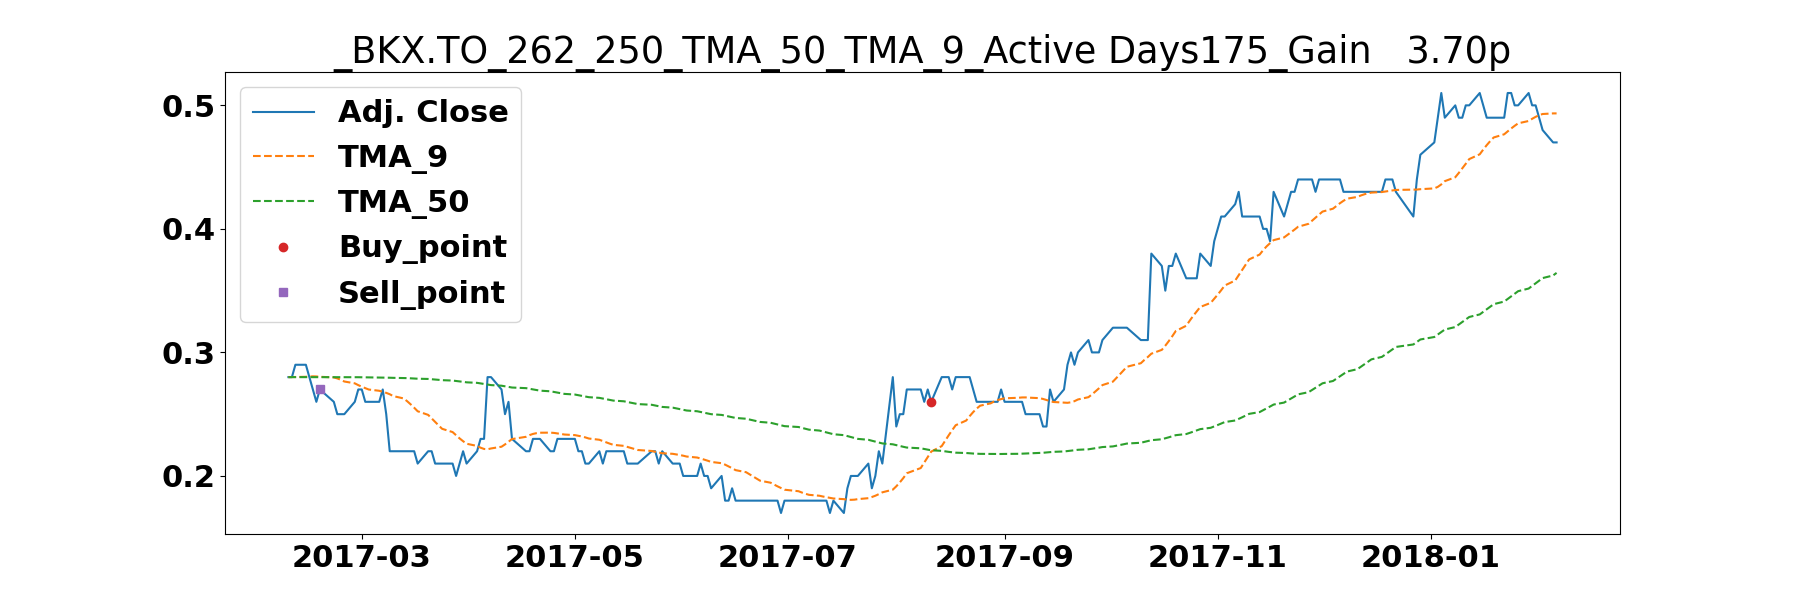 _BKX.TO_262_250_TMA_50_TMA_9_Active Days175_Gain   3.70p
Adj. Close
TMA_9
TMA_50
Buy_point
Sell_point
0.5
0.4
0.3
0.2
2017-03 2017-05 2017-07 2017-09 2017-11 2018-01